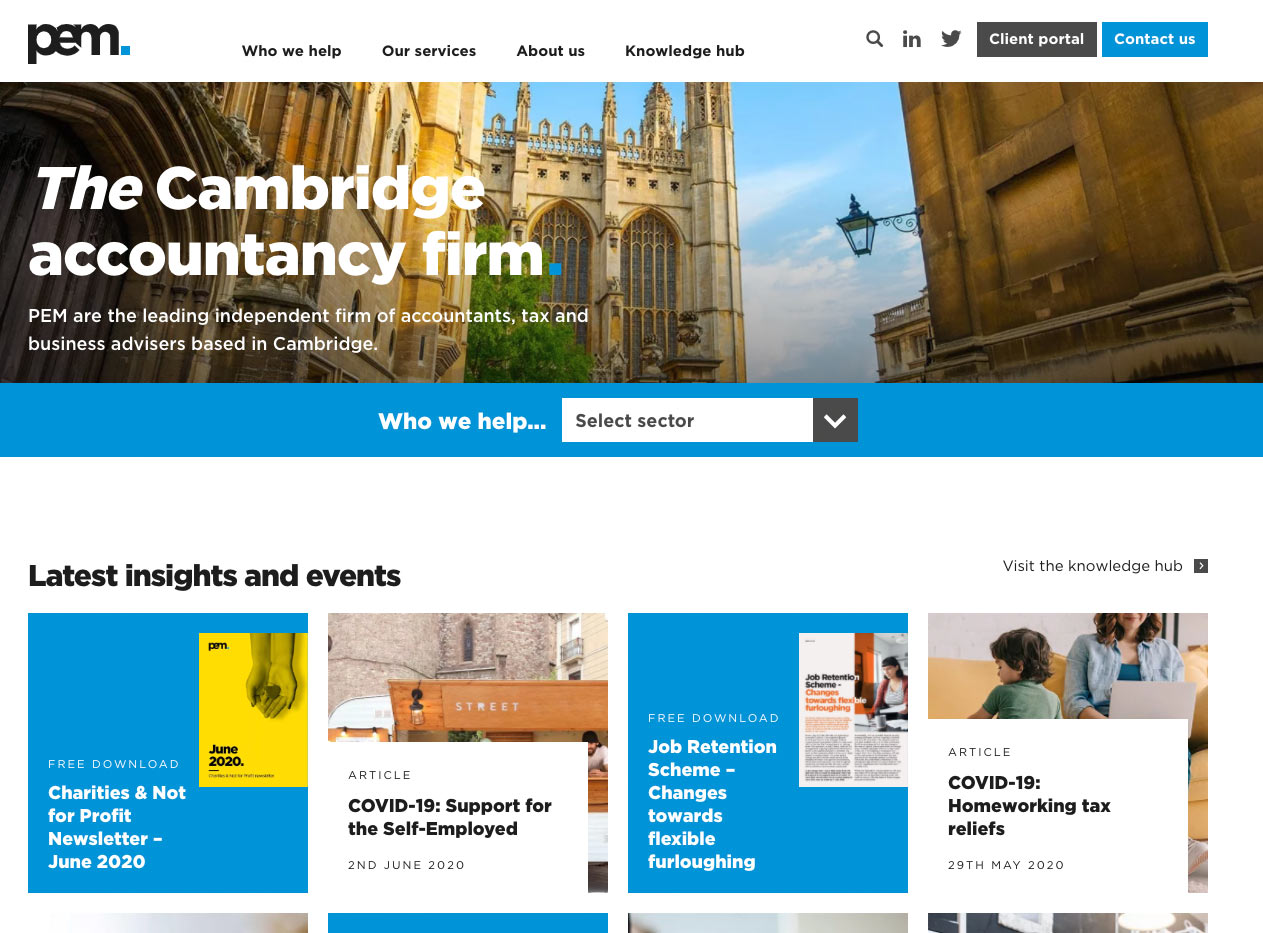 pem.
Who we help
Our services
About us
Knowledge hub
Client portal
Contact us
The Cambridge
accountancy firm.
PEM are the leading independent firm of accountants, tax and
business advisers based in Cambridge.
Who we help...
Select sector
Latest insights and events
Visit the knowledge hub
pem.
June
2020.
Charities & Not for Profit Newsletter
FREE DOWNLOAD
Charities & Not
for Profit
Newsletter –
June 2020
STREET
ARTICLE
COVID-19: Support for
the Self-Employed
2ND JUNE 2020
Job Retention
Scheme -
Changes
towards flexible
furloughing
FREE DOWNLOAD
Job Retention
Scheme –
Changes
towards
flexible
furloughing
ARTICLE
COVID-19:
Homeworking tax
reliefs
29TH MAY 2020